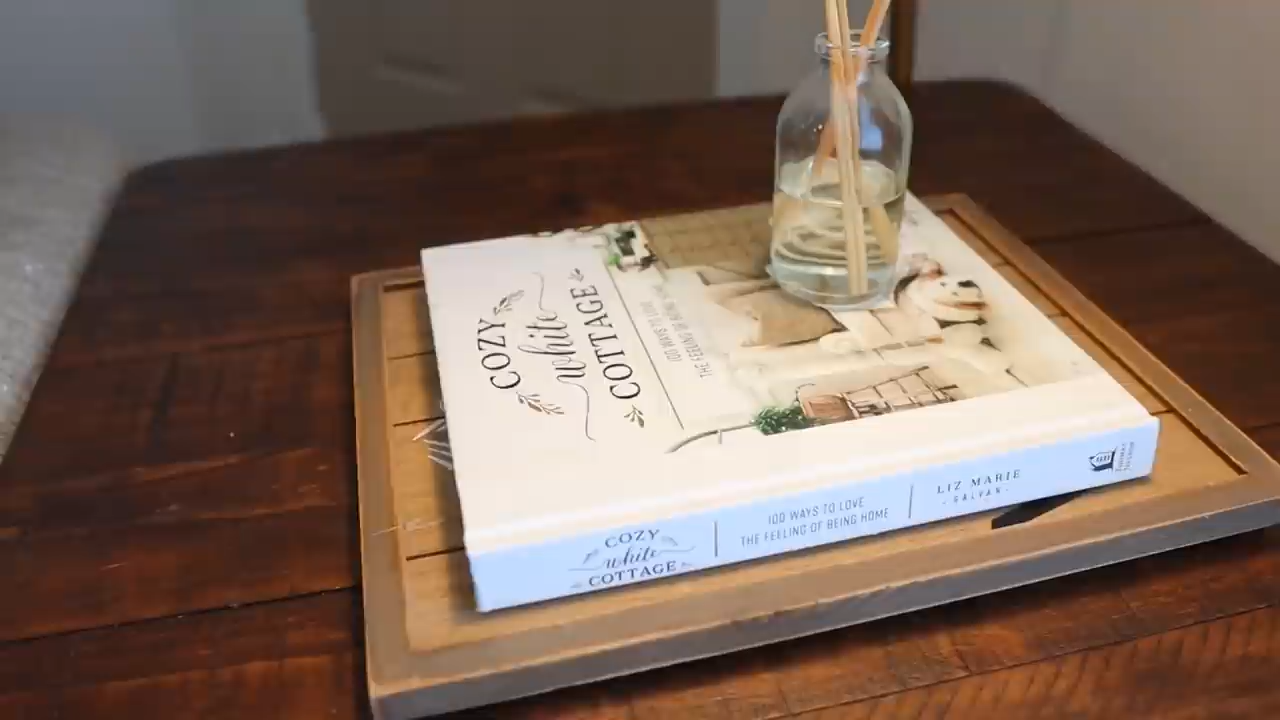 COZY
white
COTTAGE
100 WAYS TO LOVE
THE FEELING OF BEING HOME
COZY
white
COTTAGE
100 WAYS TO LOVE
THE FEELING OF BEING HOME
LIZ MARIE
- GALVAN -